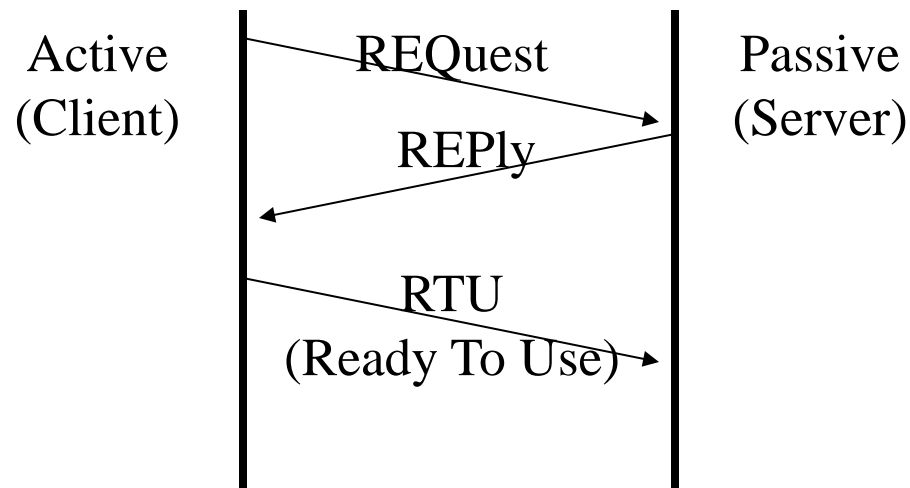 Active
(Client)
REQuest
REPly
RTU
(Ready To Use)
Passive
(Server)